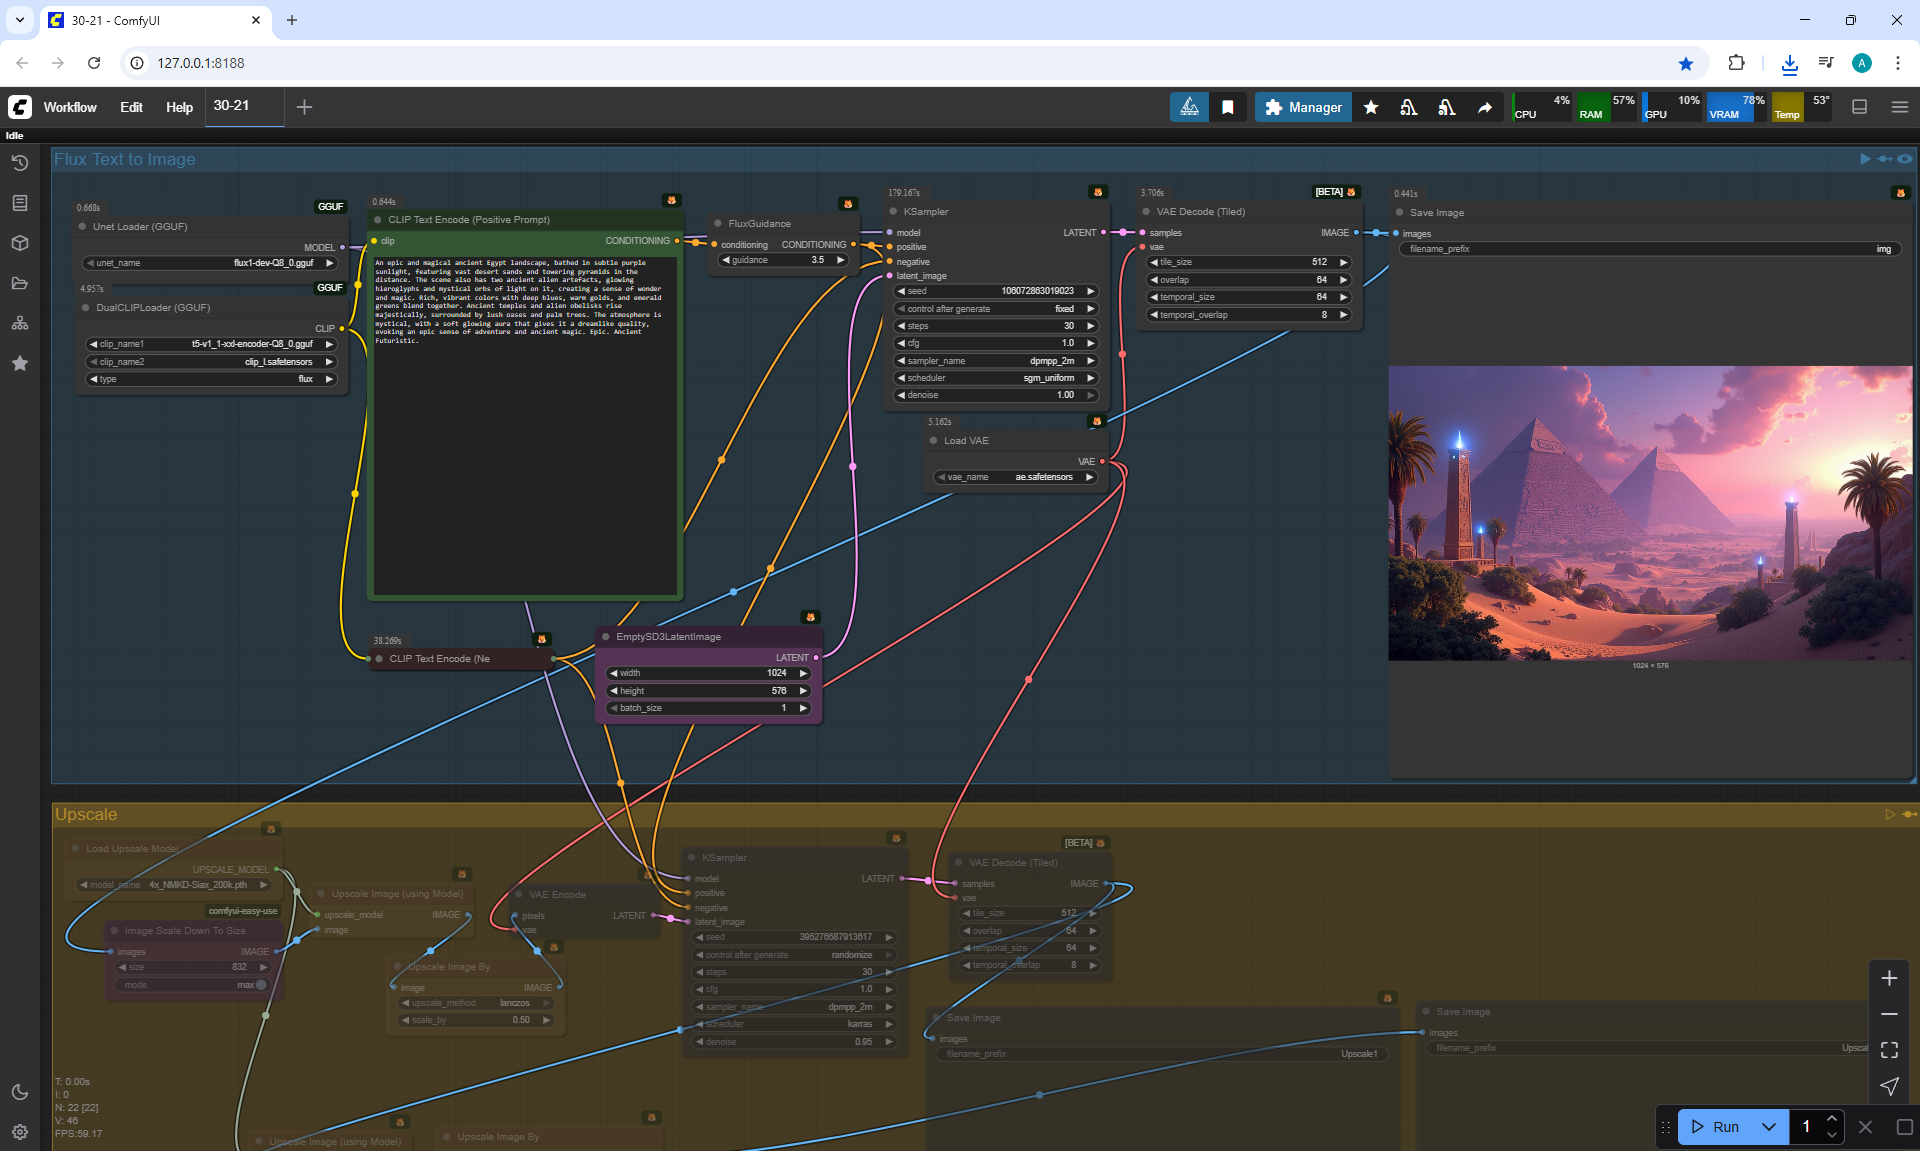 30-21 - ComfyUI
127.0.0.1:8188
Workflow Edit Help 30-21
Manager
4% CPU 57% RAM 10% GPU 78% VRAM 53° Temp
Idle
Flux Text to Image
0.668s GGUF
Unet Loader (GGUF)
MODEL
unet_name flux1-dev-Q8_0.gguf
4.957s GGUF
DualCLIPLoader (GGUF)
CLIP
clip_name1 t5-v1_1-xxl-encoder-Q8_0.gguf
clip_name2 clip_l.safetensors
type flux
0.644s
CLIP Text Encode (Positive Prompt)
clip CONDITIONING
An epic and magical ancient Egypt landscape, bathed in subtle purple
sunlight, featuring vast desert sands and towering pyramids in the
distance. The scene also has two ancient alien artefacts, glowing
hieroglyphs and mystical orbs of light on it, creating a sense of wonder
and magic. Rich, vibrant colors with deep blues, warm golds, and emerald
greens blend together. Ancient temples and alien obelisks rise
majestically, surrounded by lush oases and palm trees. The atmosphere is
mystical, with a soft glowing aura that gives it a dreamlike quality,
evoking an epic sense of adventure and ancient magic. Epic. Ancient
Futuristic.
FluxGuidance
conditioning CONDITIONING
guidance 3.5
179.167s
KSampler
model LATENT
positive
negative
latent_image
seed 106072863019023
control after generate fixed
steps 30
cfg 1.0
sampler_name dpmpp_2m
scheduler sgm_uniform
denoise 1.00
5.162s
Load VAE
VAE
vae_name ae.safetensors
3.706s [BETA]
VAE Decode (Tiled)
samples IMAGE
vae
tile_size 512
overlap 64
temporal_size 64
temporal_overlap 8
0.441s
Save Image
images
filename_prefix img
1024 × 576
38.269s
CLIP Text Encode (Ne
EmptySD3LatentImage
LATENT
width 1024
height 576
batch_size 1
Upscale
Load Upscale Model
UPSCALE_MODEL
model_name 4x_NMKD-Siax_200k.pth
comfyui-easy-use
Image Scale Down To Size
images IMAGE
size 832
mode max
Upscale Image (using Model)
upscale_model IMAGE
image
Upscale Image By
image IMAGE
upscale_method lanczos
scale_by 0.50
VAE Encode
pixels LATENT
vae
KSampler
model LATENT
positive
negative
latent_image
seed 395276587913617
control after generate randomize
steps 30
cfg 1.0
sampler_name dpmpp_2m
scheduler karras
denoise 0.95
[BETA]
VAE Decode (Tiled)
samples IMAGE
vae
tile_size 512
overlap 64
temporal_size 64
temporal_overlap 8
Save Image
images
filename_prefix Upscale1
Save Image
images
filename_prefix Upscal
T: 0.00s
I: 0
N: 22 [22]
V: 46
FPS:59.17
Upscale Image (using Model)
Upscale Image By
Run 1
A